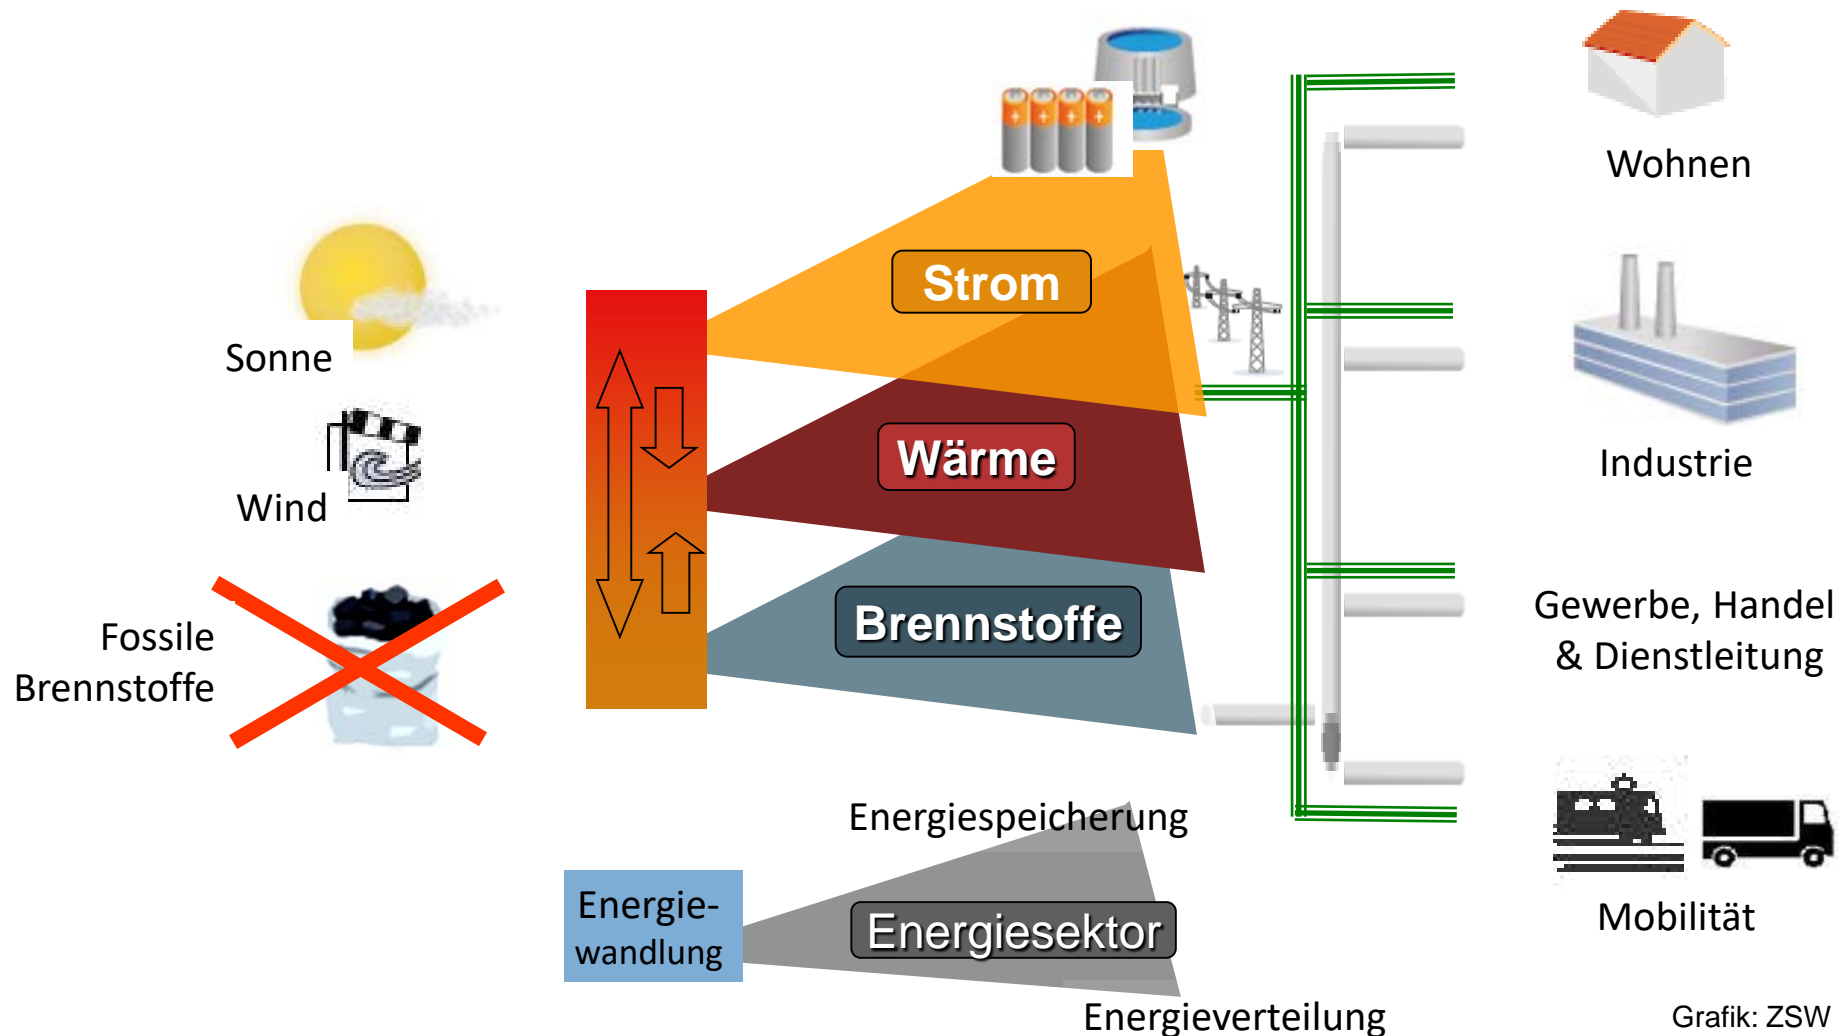 Sonne
Wind
Fossile
Brennstoffe
Strom
Wärme
Brennstoffe
Energiespeicherung
Energie-
wandlung
Energiesektor
Energieverteilung
Wohnen
Industrie
Gewerbe, Handel
& Dienstleitung
Mobilität
Grafik: ZSW